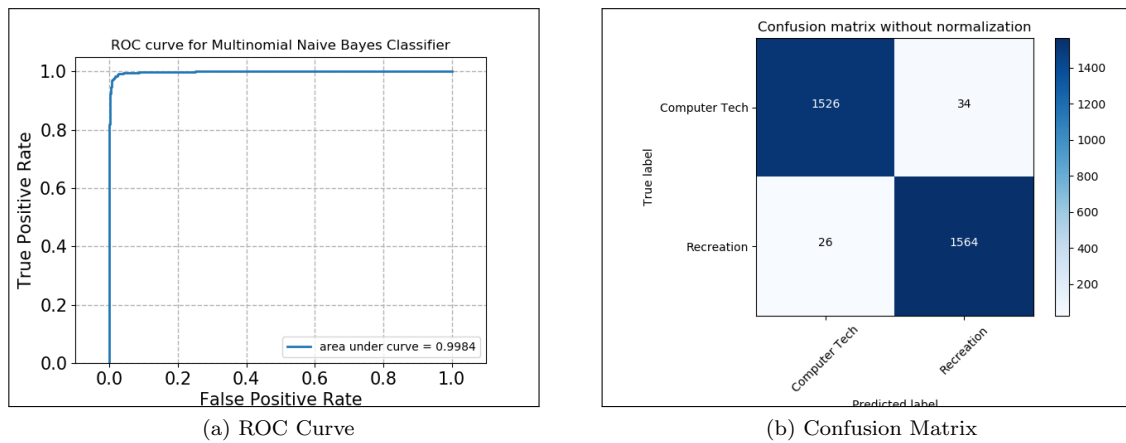 ROC curve for Multinomial Naive Bayes Classifier
True Positive Rate
1.0
0.8
0.6
0.4
0.2
0.0
area under curve = 0.9984
0.0 0.2 0.4 0.6 0.8 1.0
False Positive Rate
(a) ROC Curve
Confusion matrix without normalization
True label
Computer Tech 1526 34
Recreation 26 1564
Computer Tech Recreation
Predicted label
1400
1200
1000
800
600
400
200
(b) Confusion Matrix